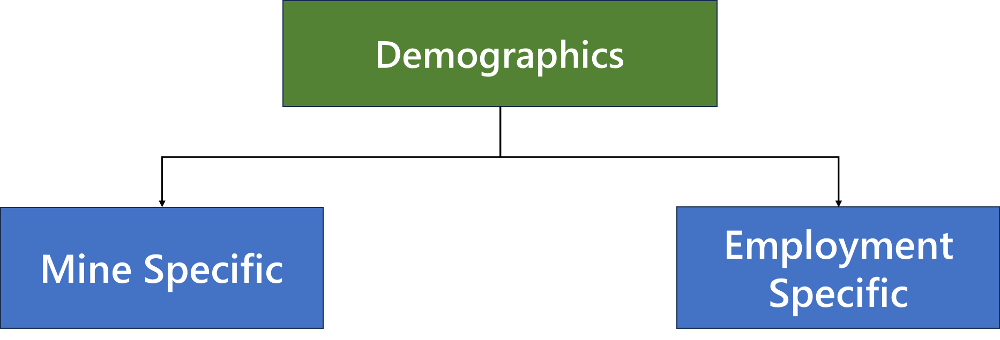 Demographics
Mine Specific
Employment
Specific